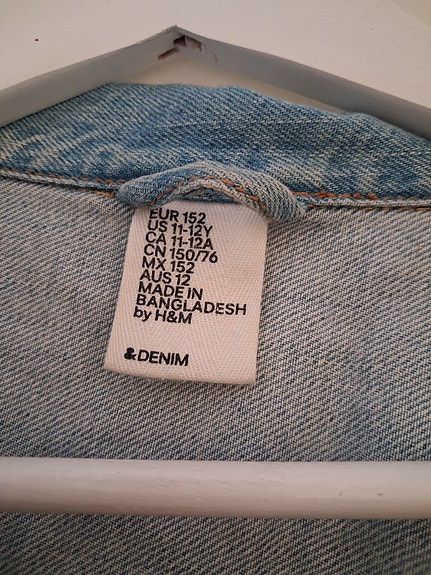 EUR 152
US 11-12Y
CA 11-12A
CN 150/76
MX 152
AUS 12
MADE IN
BANGLADESH
by H&M
&DENIM